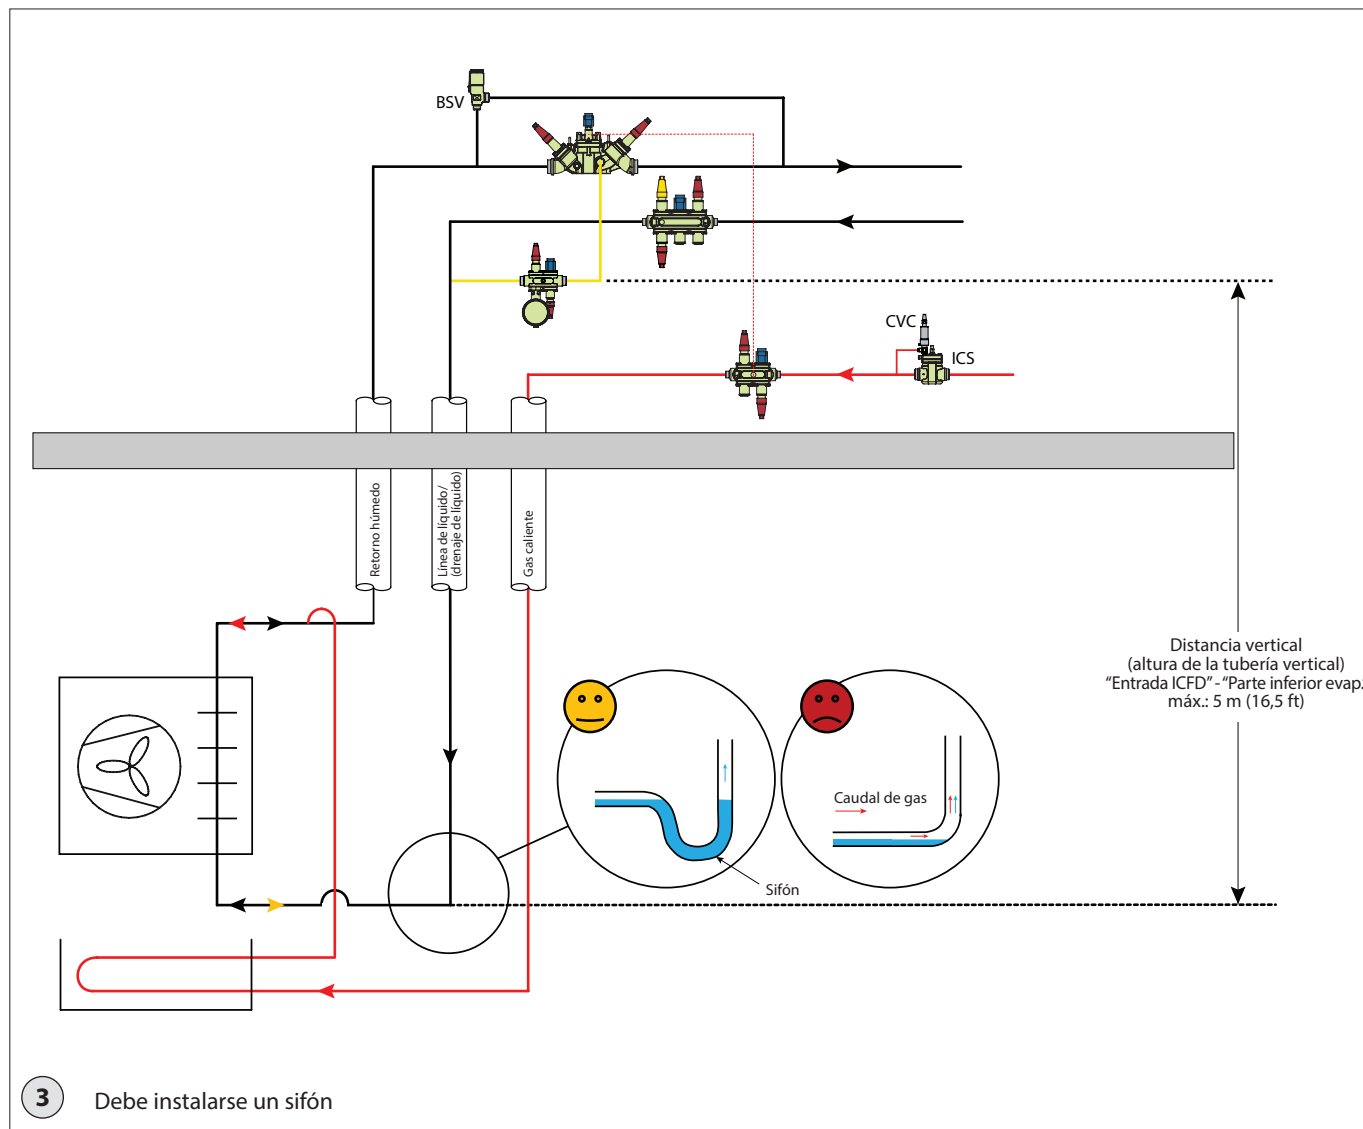 BSV
CVC
ICS
Retorno húmedo
Línea de líquido/
(drenaje de líquido)
Gas caliente
Distancia vertical
(altura de la tubería vertical)
"Entrada ICFD" - "Parte inferior evap.
máx.: 5 m (16,5 ft)
Caudal de gas
Sifón
3 Debe instalarse un sifón